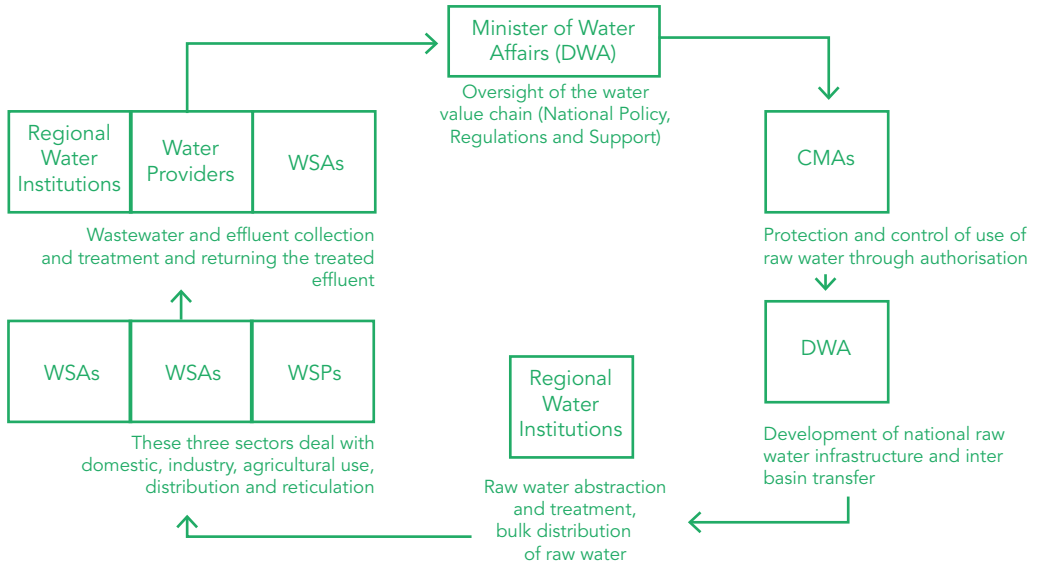 Minister of Water
Affairs (DWA)
Oversight of the water
value chain (National Policy,
Regulations and Support)
CMAs
Protection and control of use of
raw water through authorisation
DWA
Development of national raw
water infrastructure and inter
basin transfer
Regional
Water
Institutions
Raw water abstraction
and treatment,
bulk distribution
of raw water
WSAs
WSAs
WSPs
These three sectors deal with
domestic, industry, agricultural use,
distribution and reticulation
Regional
Water
Institutions
Water
Providers
WSAs
Wastewater and effluent collection
and treatment and returning the treated
effluent